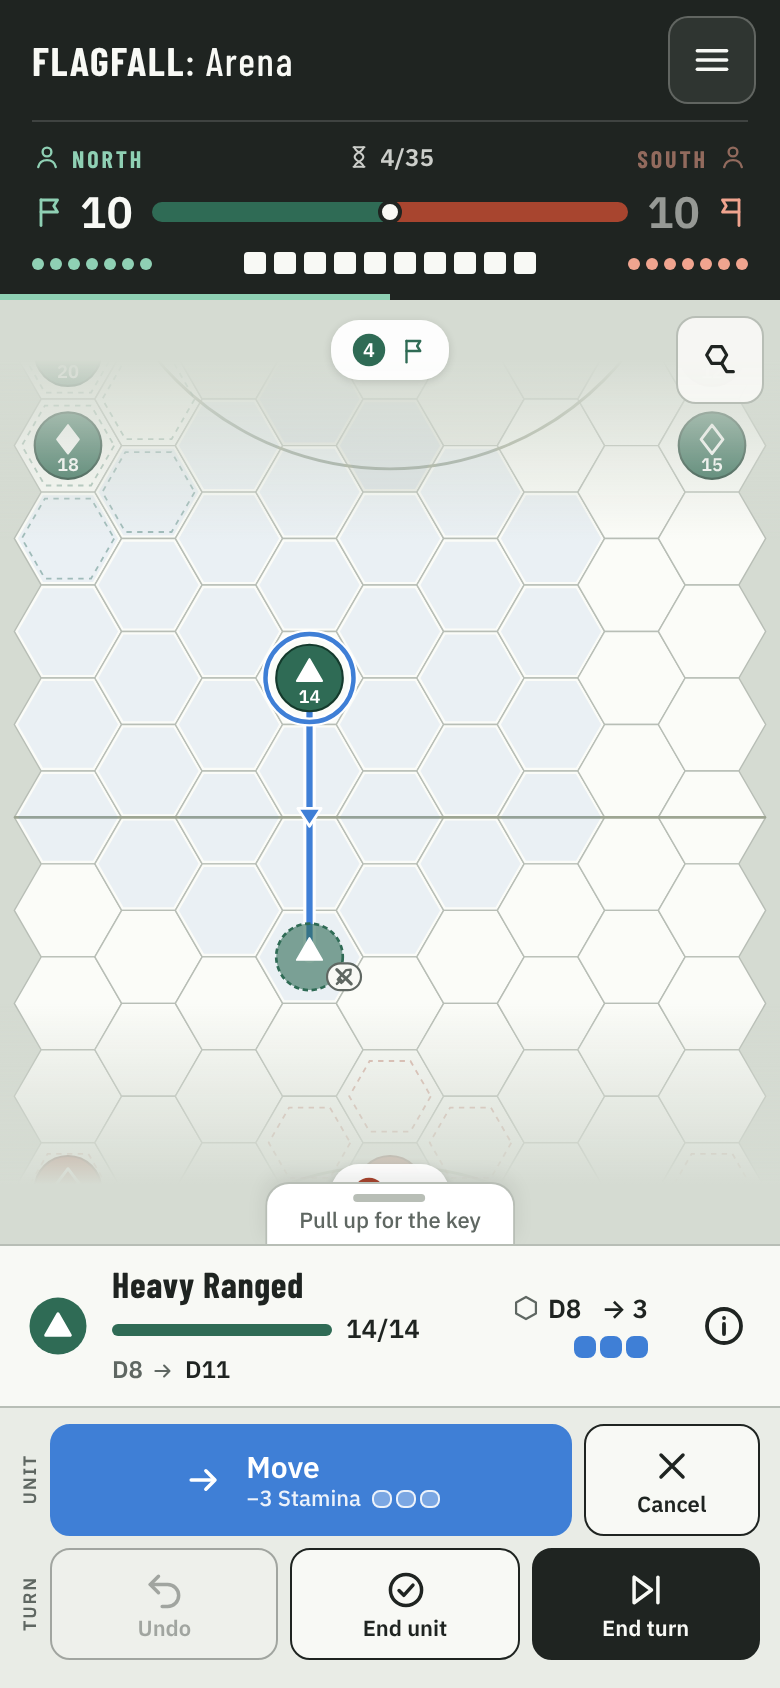 FLAGFALL: Arena
NORTH
4/35
SOUTH
10
10
4
20
18
15
14
Pull up for the key
Heavy Ranged
14/14
D8 → 3
D8 → D11
UNIT
Move
−3 Stamina
Cancel
TURN
Undo
End unit
End turn